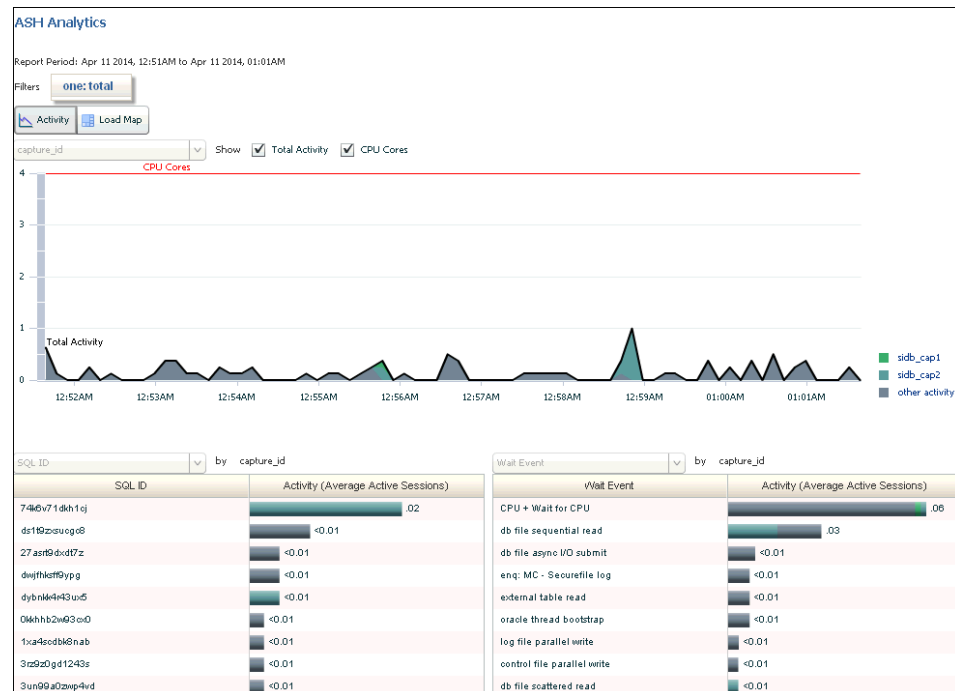 ASH Analytics
Report Period: Apr 11 2014, 12:51AM to Apr 11 2014, 01:01AM
Filters one: total
Activity Load Map
capture_id Show Total Activity CPU Cores
CPU Cores
4
3
2
1
Total Activity
0
12:52AM 12:53AM 12:54AM 12:55AM 12:56AM 12:57AM 12:58AM 12:59AM 01:00AM 01:01AM
sidb_cap1
sidb_cap2
other activity
SQL ID by capture_id
SQL ID Activity (Average Active Sessions)
74k6v71dkh1cj .02
ds1t9zxsucgc8 <0.01
27asrt9dxdt7z <0.01
dwjfhksff9ypg <0.01
dybnkk4r43ux5 <0.01
0kkhhb2w93cx0 <0.01
1xa4scdbk8nab <0.01
3rz9z0gd1243s <0.01
3un99a0zwp4vd <0.01
Wait Event by capture_id
Wait Event Activity (Average Active Sessions)
CPU + Wait for CPU .06
db file sequential read .03
db file async I/O submit <0.01
enq: MC - Securefile log <0.01
external table read <0.01
oracle thread bootstrap <0.01
log file parallel write <0.01
control file parallel write <0.01
db file scattered read <0.01